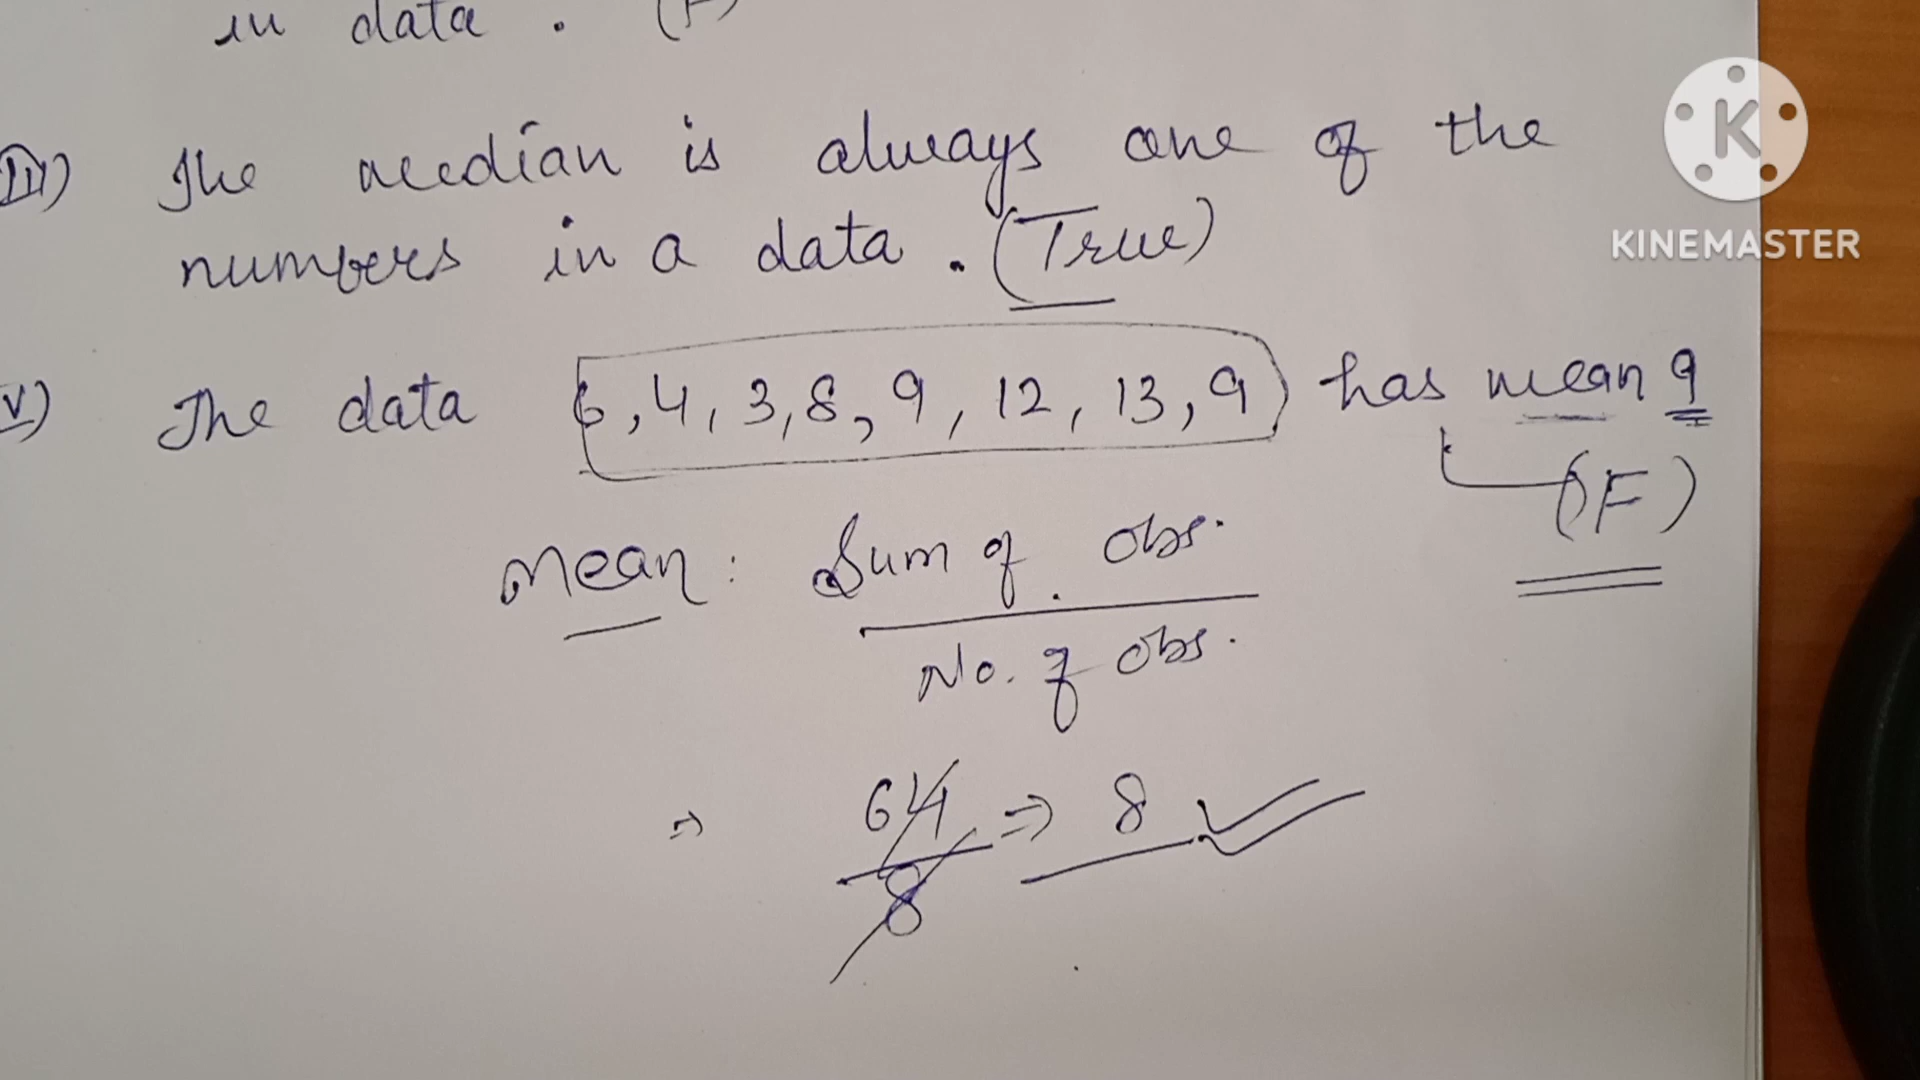 in data. (F)
IV) The median is always one of the
numbers in a data. (True)
V) The data 6, 4, 3, 8, 9, 12, 13, 9 has mean 9
(F)
Mean: Sum of obs.
No. of obs.
⇒ 64 ⇒ 8
8
K
KINEMASTER